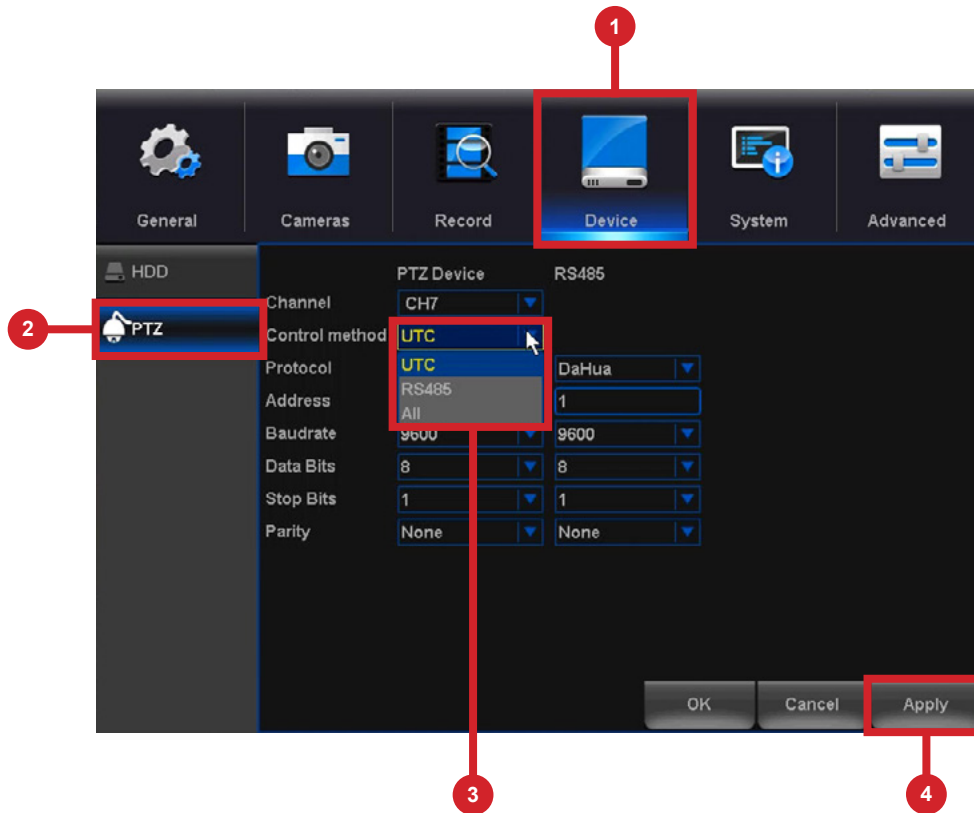 1
General Cameras Record Device System Advanced
HDD PTZ Device RS485
Channel CH7
2 PTZ Control method UTC
Protocol UTC DaHua
RS485
Address All 1
Baudrate 9600 9600
Data Bits 8 8
Stop Bits 1 1
Parity None None
OK Cancel Apply
3 4